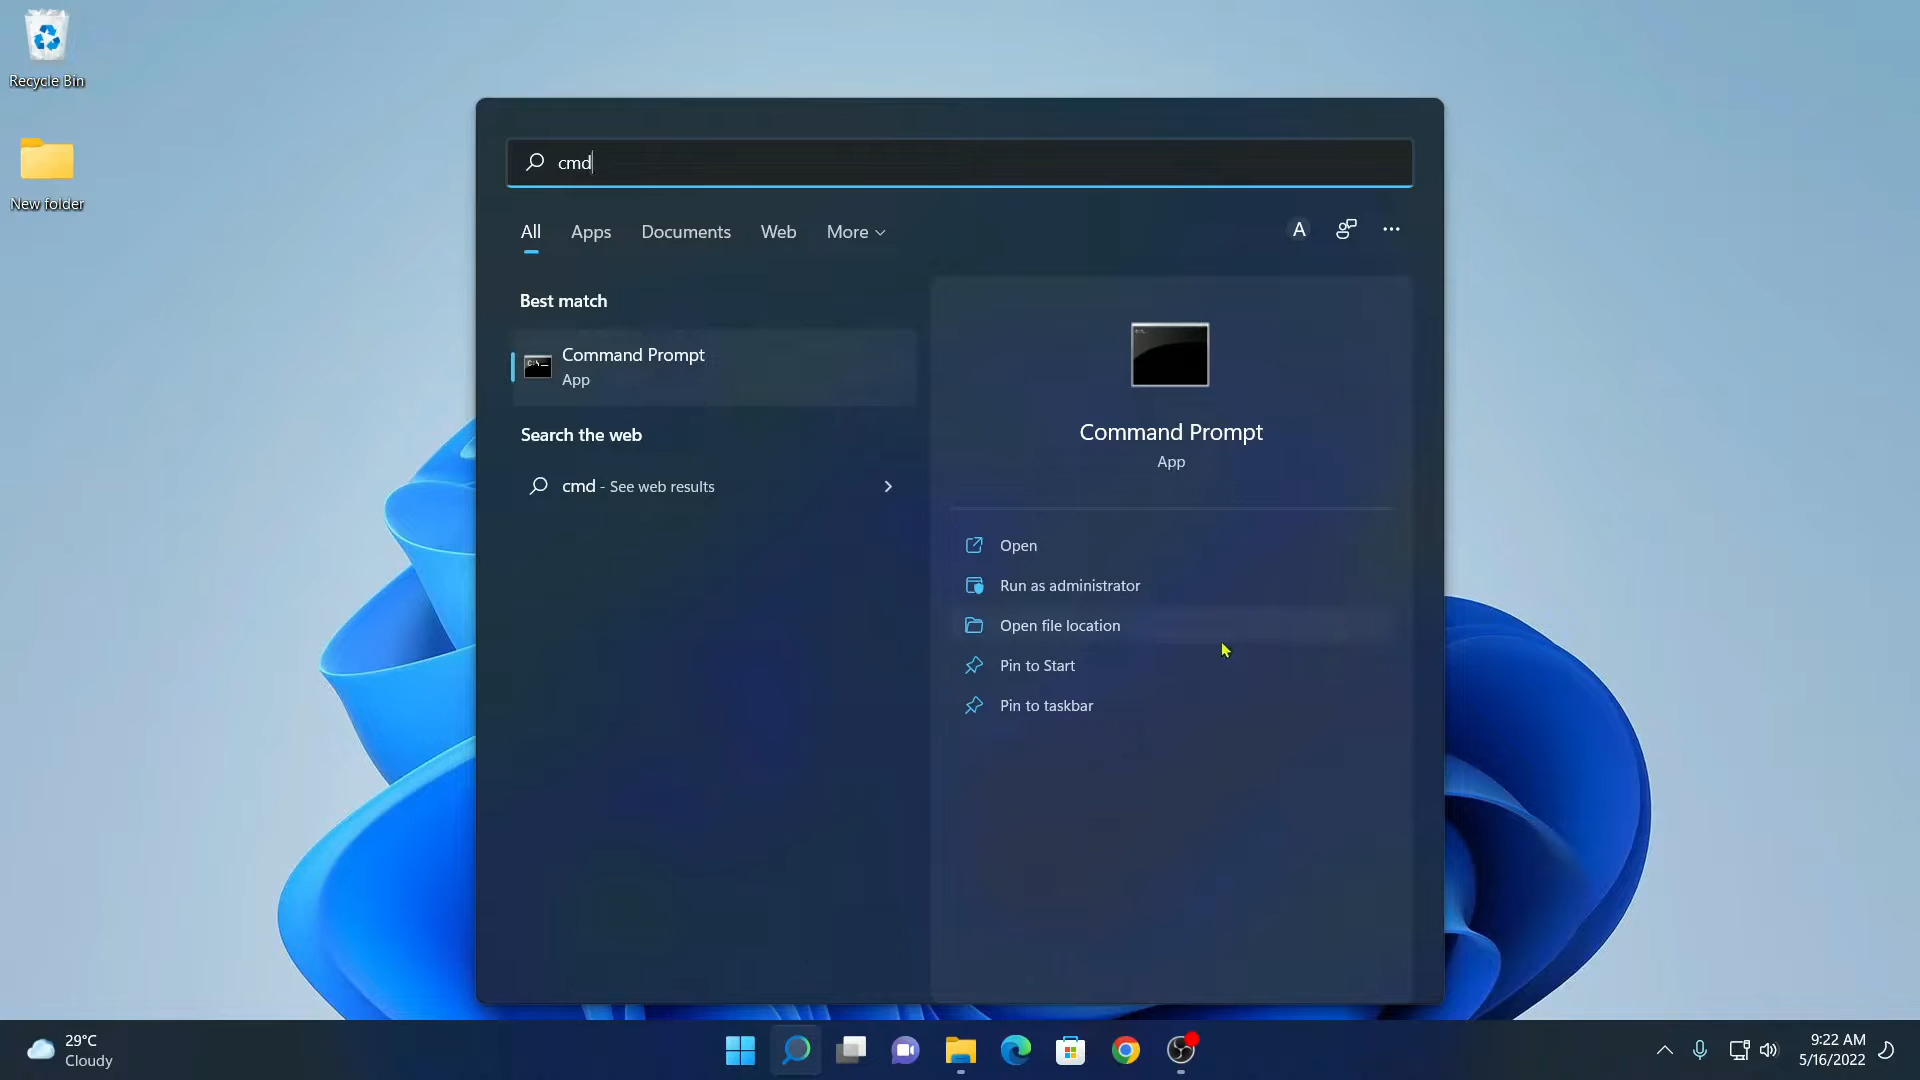 Recycle Bin
New folder
cmd
All Apps Documents Web More
A
Best match
Command Prompt
App
Search the web
cmd - See web results
Command Prompt
App
Open
Run as administrator
Open file location
Pin to Start
Pin to taskbar
29°C
Cloudy
9:22 AM
5/16/2022